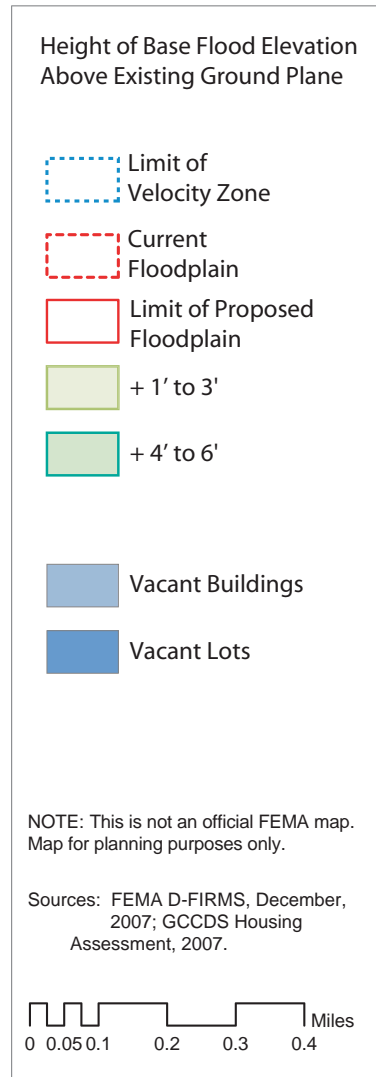 Height of Base Flood Elevation
Above Existing Ground Plane
Limit of
Velocity Zone
Current
Floodplain
Limit of Proposed
Floodplain
+ 1′ to 3'
+ 4′ to 6'
Vacant Buildings
Vacant Lots
NOTE: This is not an official FEMA map.
Map for planning purposes only.
Sources: FEMA D-FIRMS, December,
2007; GCCDS Housing
Assessment, 2007.
Miles
0 0.05 0.1 0.2 0.3 0.4